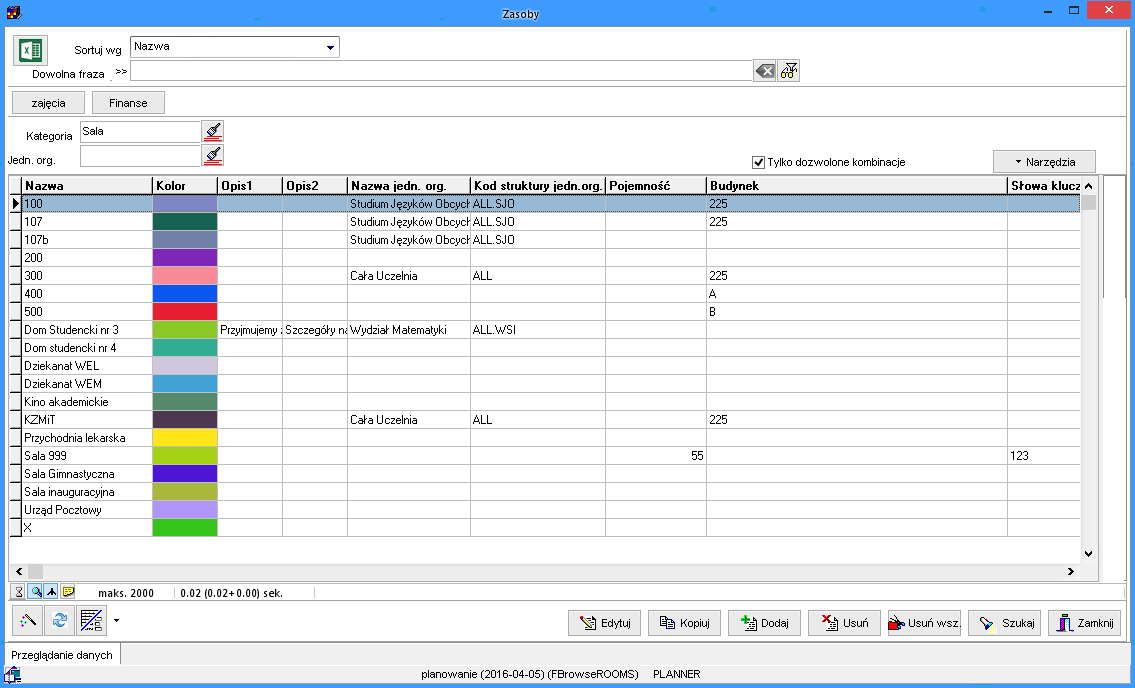 Zasoby
Sortuj wg Nazwa
Dowolna fraza >>
zajęcia Finanse
Kategoria Sala
Jedn. org.
Tylko dozwolone kombinacje Narzędzia
Nazwa Kolor Opis1 Opis2 Nazwa jedn. org. Kod struktury jedn.org. Pojemność Budynek Słowa klucz
100 Studium Języków Obcych ALL.SJO 225
107 Studium Języków Obcych ALL.SJO 225
107b Studium Języków Obcych ALL.SJO
200
300 Cała Uczelnia ALL 225
400 A
500 B
Dom Studencki nr 3 Przyjmujemy z Szczegóły na Wydział Matematyki ALL.WSI
Dom studencki nr 4
Dziekanat WEL
Dziekanat WEM
Kino akademickie
KZMiT Cała Uczelnia ALL 225
Przychodnia lekarska
Sala 999 55 123
Sala Gimnastyczna
Sala inauguracyjna
Urząd Pocztowy
X
maks. 2000 0.02 (0.02+0.00) sek.
Edytuj Kopiuj Dodaj Usuń Usuń wsz. Szukaj Zamknij
Przeglądanie danych
planowanie (2016-04-05) (FBrowseROOMS) PLANNER